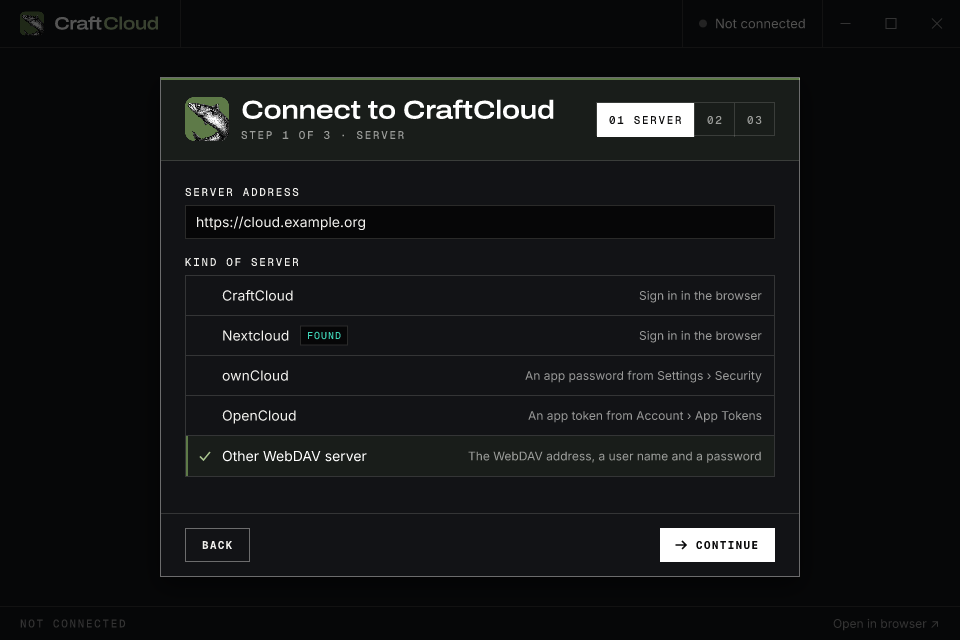 CraftCloud
Not connected
Connect to CraftCloud
STEP 1 OF 3 · SERVER
01 SERVER 02 03
SERVER ADDRESS
https://cloud.example.org
KIND OF SERVER
CraftCloud Sign in in the browser
Nextcloud FOUND Sign in in the browser
ownCloud An app password from Settings › Security
OpenCloud An app token from Account › App Tokens
Other WebDAV server The WebDAV address, a user name and a password
BACK
→ CONTINUE
NOT CONNECTED
Open in browser ↗